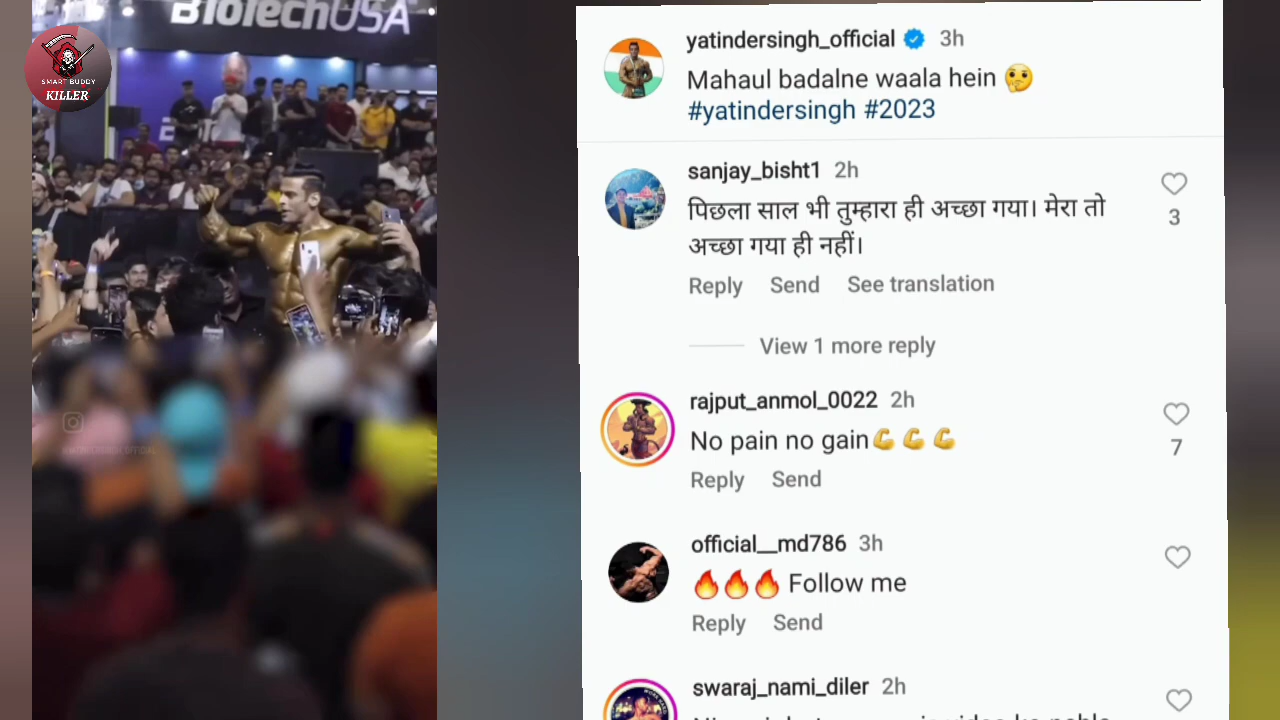 BiotechUSA
SMART BUDDY
KILLER
yatindersingh_official 3h
Mahaul badalne waala hein 🤔
#yatindersingh #2023
sanjay_bisht1 2h
पिछला साल भी तुम्हारा ही अच्छा गया। मेरा तो
अच्छा गया ही नहीं।
3
Reply Send See translation
View 1 more reply
rajput_anmol_0022 2h
No pain no gain💪💪💪
7
Reply Send
official__md786 3h
🔥🔥🔥 Follow me
Reply Send
swaraj_nami_diler 2h